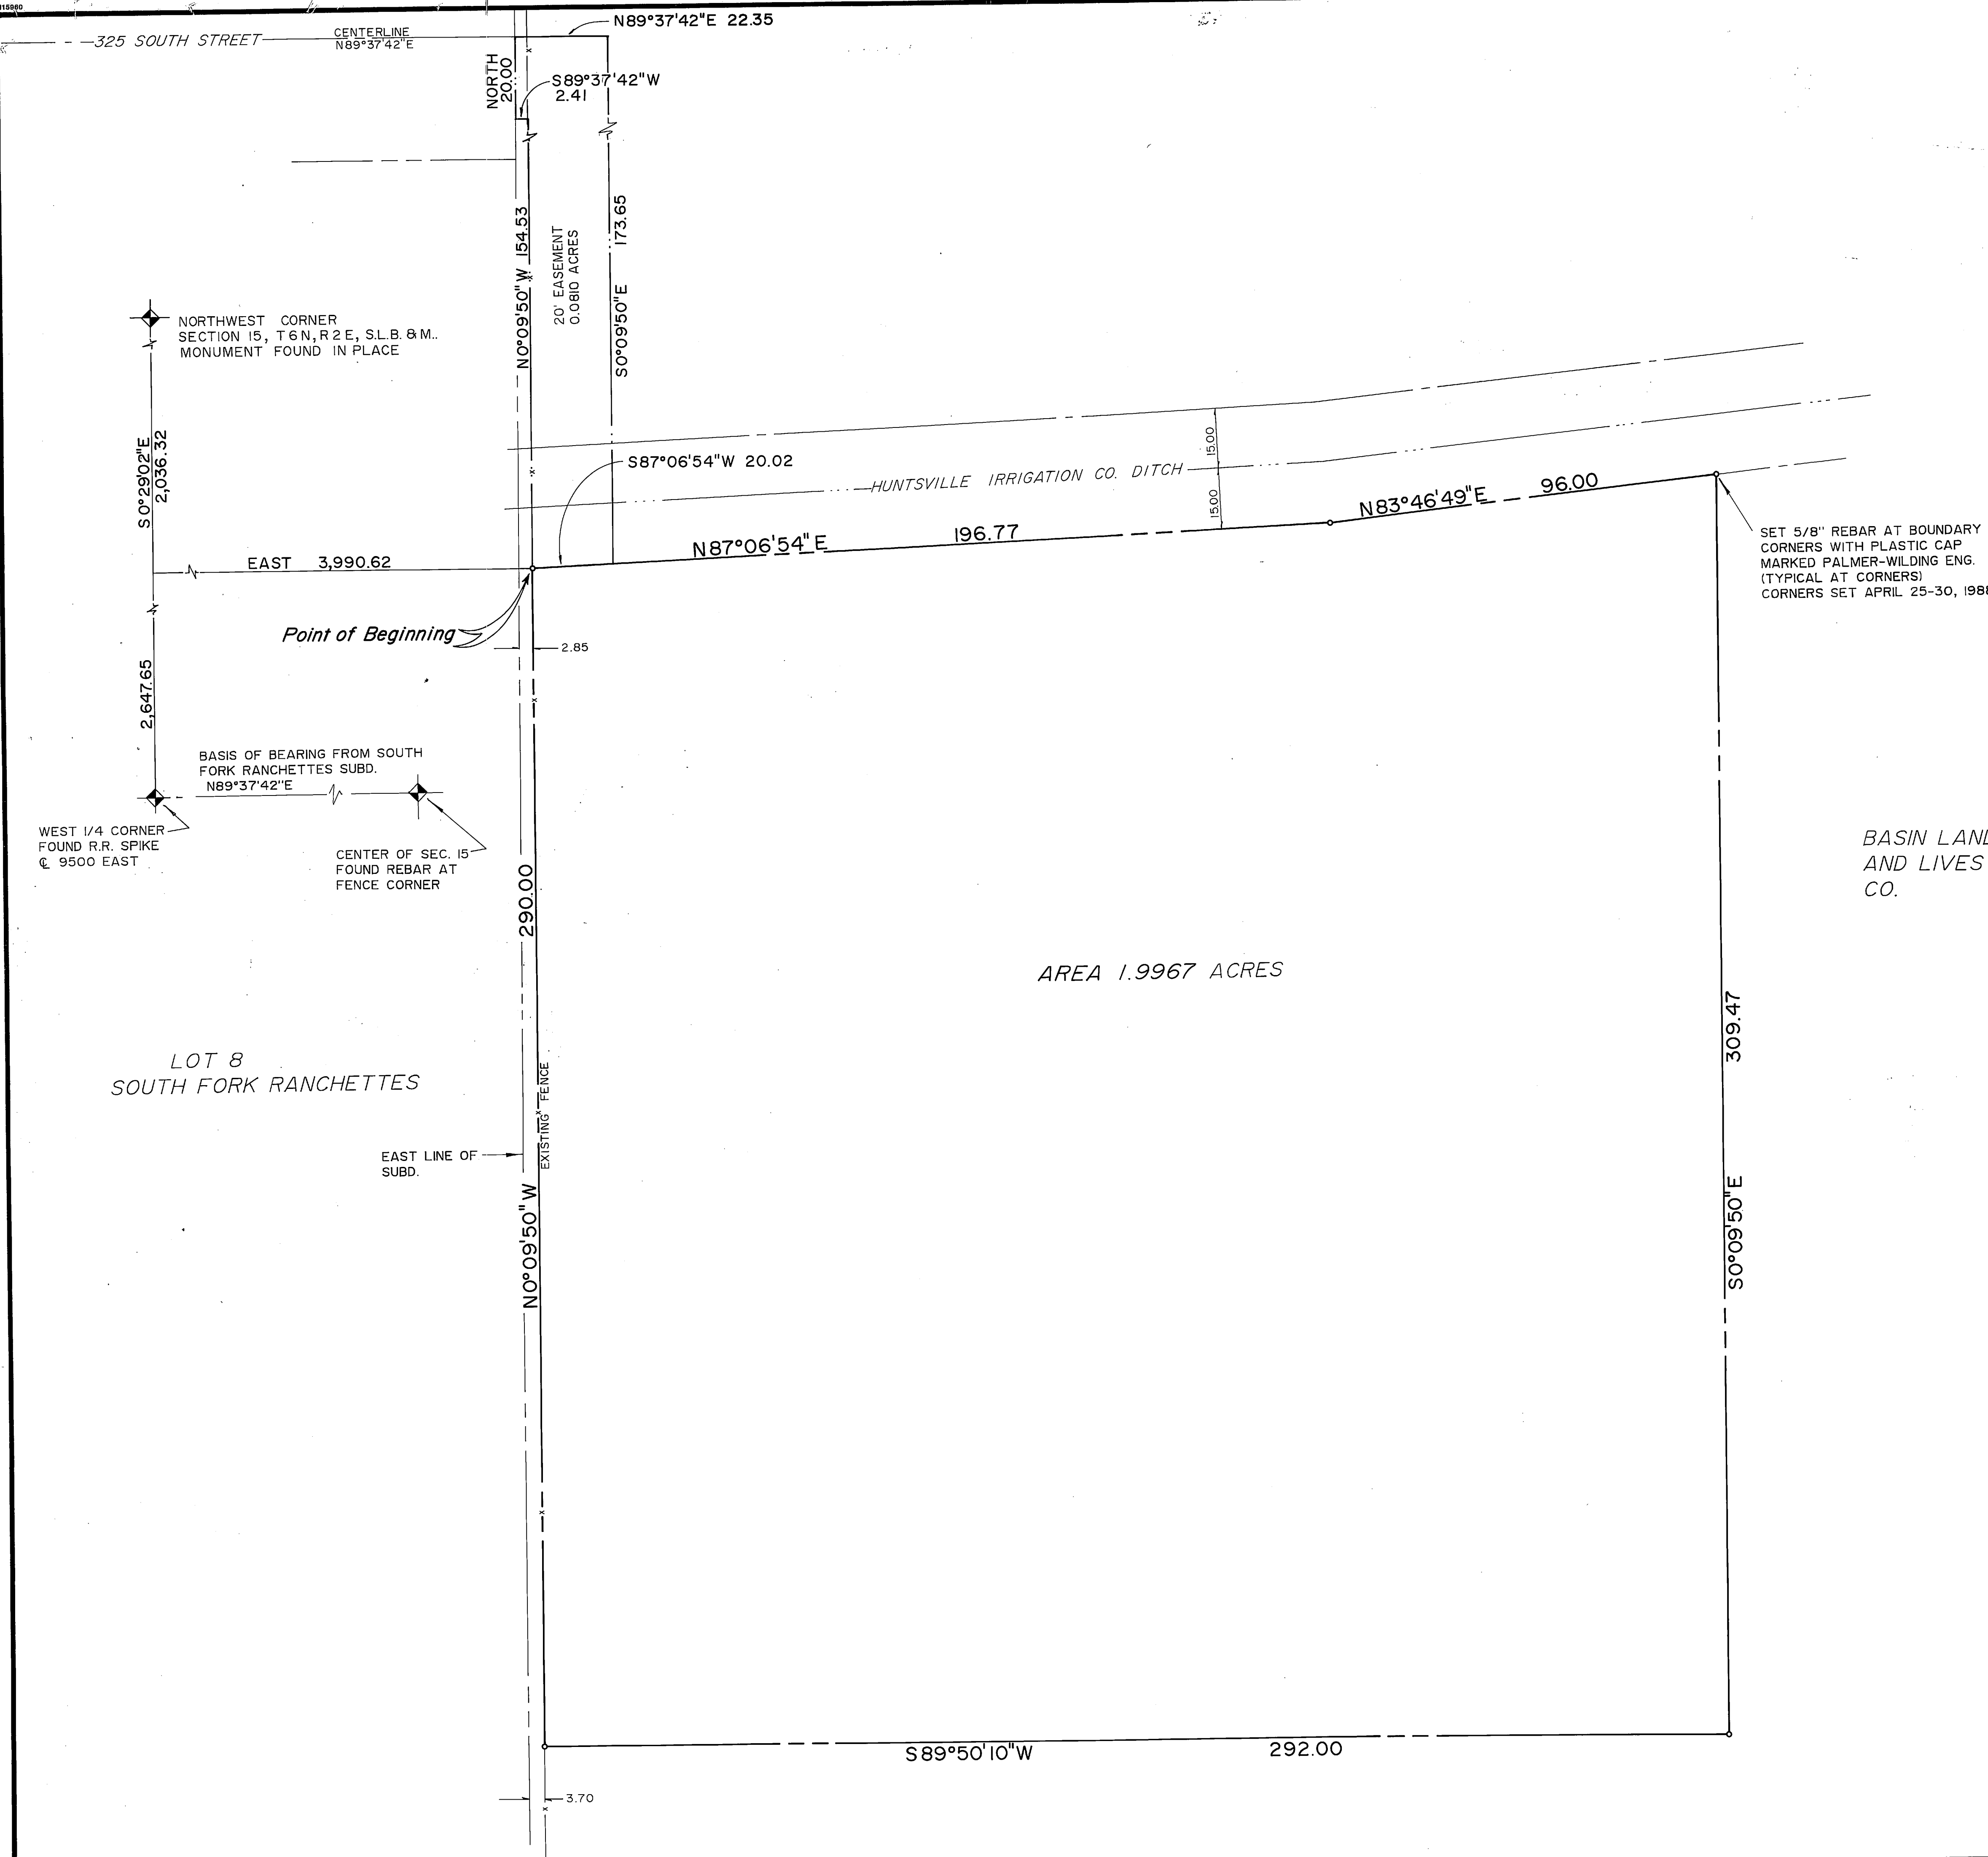 115960
N89°37'42"E 22.35
325 SOUTH STREET
CENTERLINE
N89°37'42"E
NORTH
20.00
S89°37'42"W
2.41
N0°09'50"W 154.53
20' EASEMENT
0.0810 ACRES
S0°09'50"E 173.65
NORTHWEST CORNER
SECTION 15, T6N, R2E, S.L.B. & M..
MONUMENT FOUND IN PLACE
S0°29'02"E
2,036.32
S87°06'54"W 20.02
HUNTSVILLE IRRIGATION CO. DITCH
15.00
15.00
EAST 3,990.62
N87°06'54"E 196.77
N83°46'49"E 96.00
SET 5/8" REBAR AT BOUNDARY
CORNERS WITH PLASTIC CAP
MARKED PALMER-WILDING ENG.
(TYPICAL AT CORNERS)
CORNERS SET APRIL 25-30, 1988
Point of Beginning
2.85
2,647.65
BASIS OF BEARING FROM SOUTH
FORK RANCHETTES SUBD.
N89°37'42"E
WEST 1/4 CORNER
FOUND R.R. SPIKE
℄ 9500 EAST
CENTER OF SEC. 15
FOUND REBAR AT
FENCE CORNER
290.00
BASIN LAND
AND LIVES
CO.
AREA 1.9967 ACRES
309.47
LOT 8
SOUTH FORK RANCHETTES
EXISTING FENCE
EAST LINE OF
SUBD.
N0°09'50"W
S0°09'50"E
S89°50'10"W 292.00
3.70